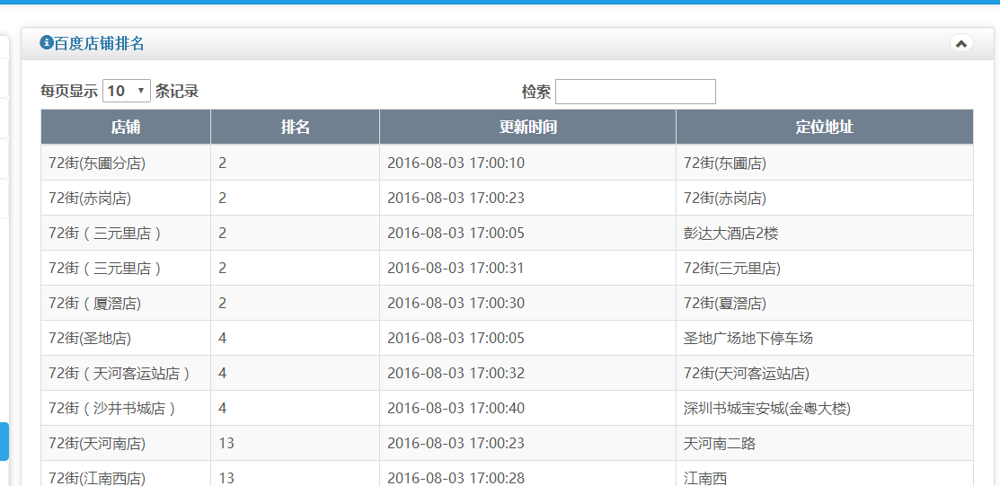 百度店铺排名
每页显示 10 条记录 检索
店铺 排名 更新时间 定位地址
72街(东圃分店) 2 2016-08-03 17:00:10 72街(东圃店)
72街(赤岗店) 2 2016-08-03 17:00:23 72街(赤岗店)
72街（三元里店） 2 2016-08-03 17:00:05 彭达大酒店2楼
72街（三元里店） 2 2016-08-03 17:00:31 72街(三元里店)
72街（厦滘店) 2 2016-08-03 17:00:30 72街(夏滘店)
72街(圣地店) 4 2016-08-03 17:00:05 圣地广场地下停车场
72街（天河客运站店） 4 2016-08-03 17:00:32 72街(天河客运站店)
72街（沙井书城店） 4 2016-08-03 17:00:40 深圳书城宝安城(金粤大楼)
72街(天河南店) 13 2016-08-03 17:00:23 天河南二路
72街(江南西店) 13 2016-08-03 17:00:28 江南西